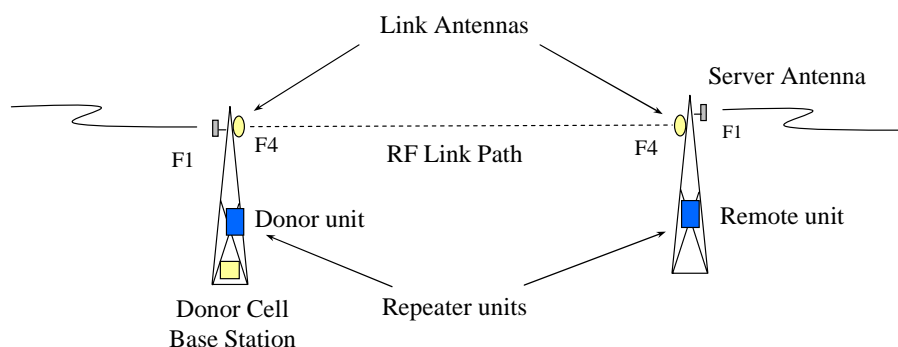 Link Antennas
Server Antenna
F1
F4
RF Link Path
F4
F1
Donor unit
Remote unit
Donor Cell
Base Station
Repeater units